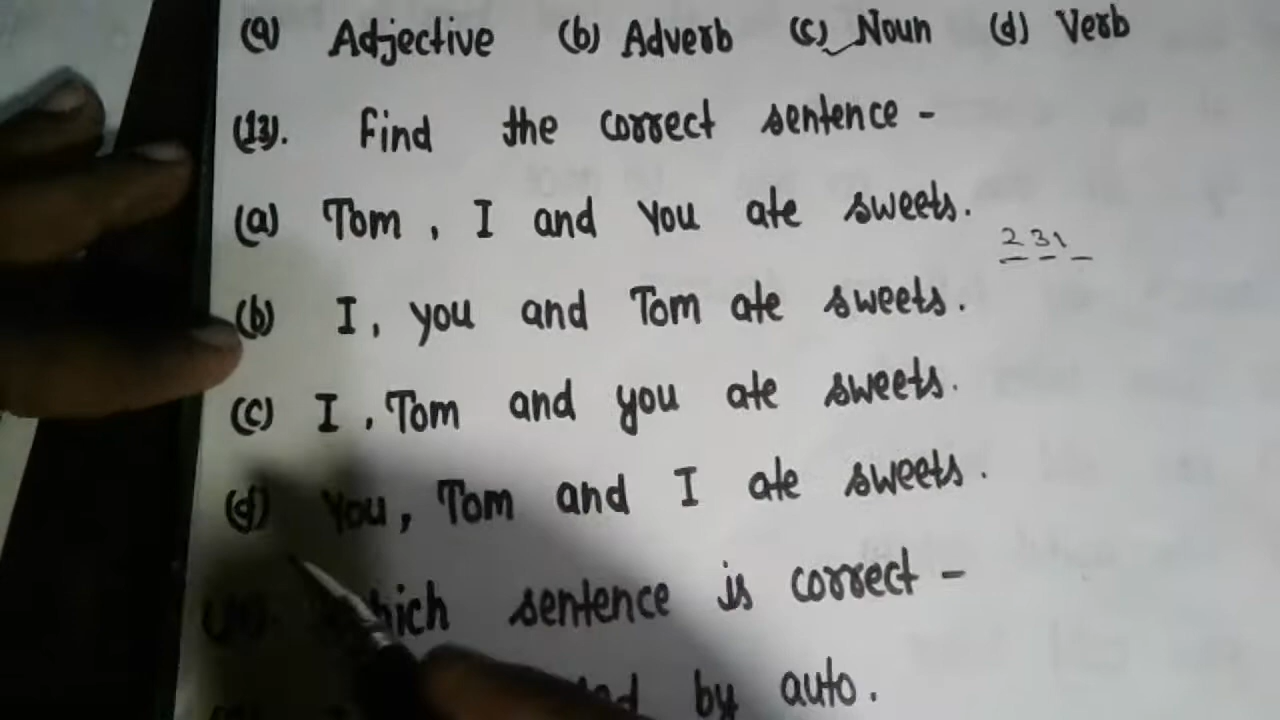 (a) Adjective (b) Adverb (c) Noun (d) Verb
(13). Find the correct sentence -
(a) Tom, I and you ate sweets.
231
(b) I, you and Tom ate sweets.
(c) I, Tom and you ate sweets.
(d) You, Tom and I ate sweets.
sentence is correct -
by auto.